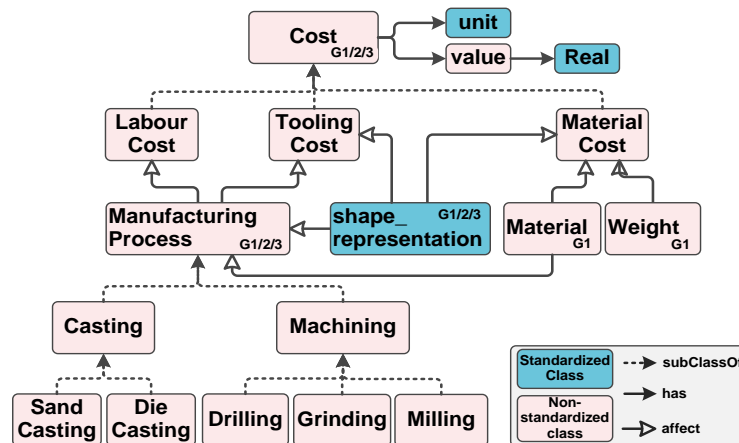 Cost
G1/2/3
unit
value
Real
Labour
Cost
Tooling
Cost
Material
Cost
Manufacturing
Process
G1/2/3
G1/2/3
shape_
representation
Material
G1
Weight
G1
Casting
Machining
Sand
Casting
Die
Casting
Drilling
Grinding
Milling
Standardized
Class
Non-
standardized
class
subClassOf
has
affect